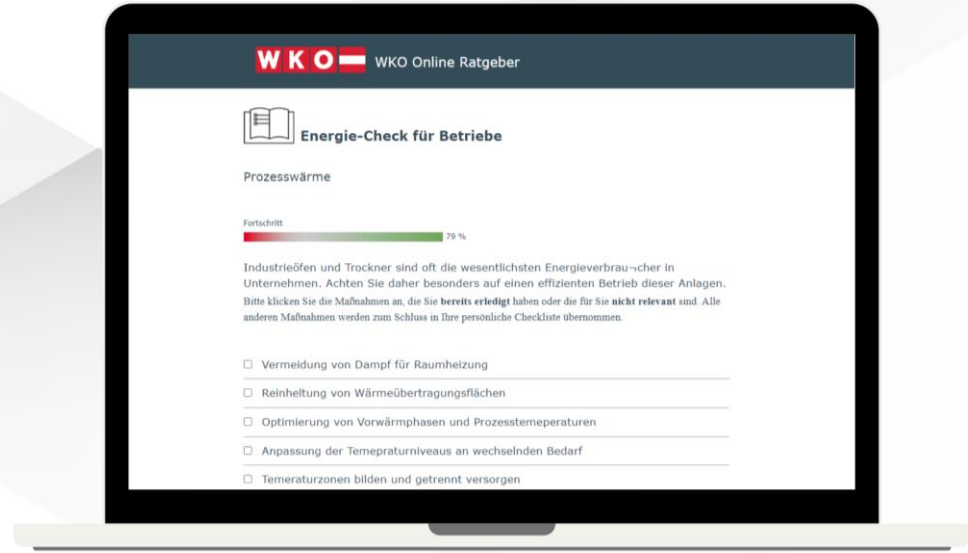 WKO WKO Online Ratgeber
Energie-Check für Betriebe
Prozesswärme
Fortschritt
79 %
Industrieöfen und Trockner sind oft die wesentlichsten Energieverbrau¬cher in
Unternehmen. Achten Sie daher besonders auf einen effizienten Betrieb dieser Anlagen.
Bitte klicken Sie die Maßnahmen an, die Sie bereits erledigt haben oder die für Sie nicht relevant sind. Alle
anderen Maßnahmen werden zum Schluss in Ihre persönliche Checkliste übernommen.
Vermeidung von Dampf für Raumheizung
Reinheltung von Wärmeübertragungsflächen
Optimierung von Vorwärmphasen und Prozesstemeperaturen
Anpassung der Temepraturniveaus an wechselnden Bedarf
Temeraturzonen bilden und getrennt versorgen